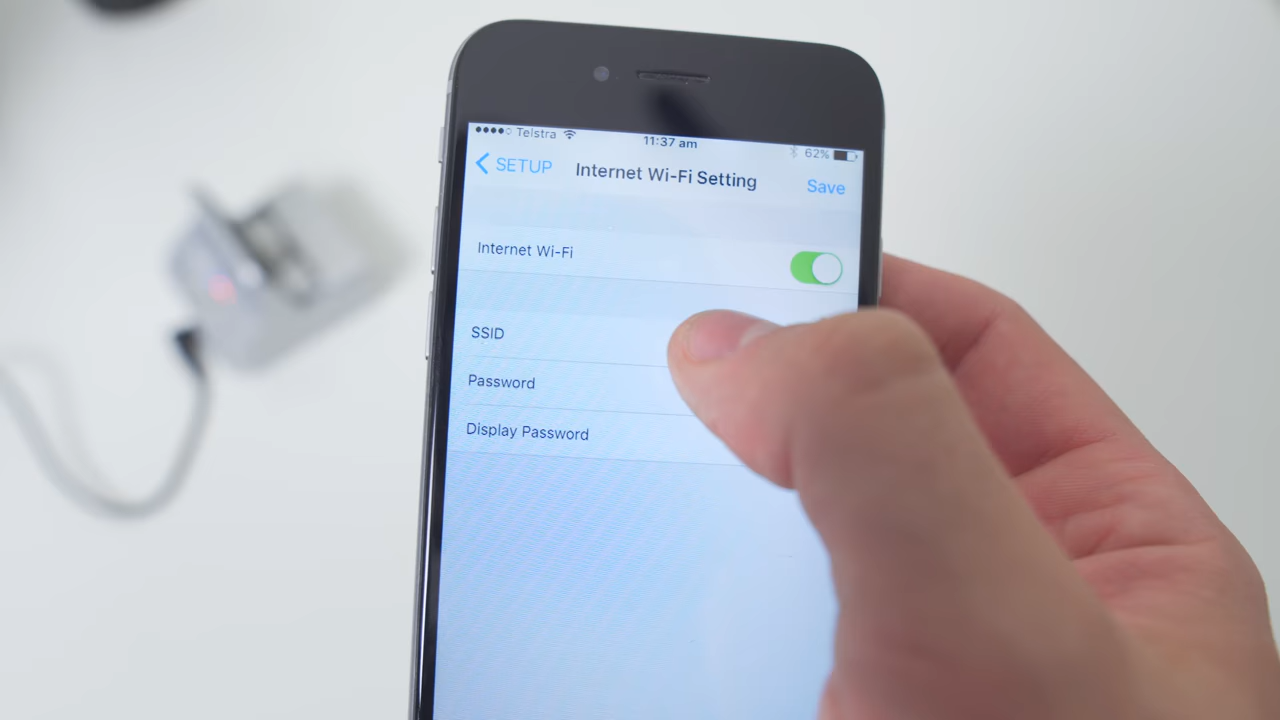 Telstra 11:37 am 62%
SETUP Internet Wi-Fi Setting Save
Internet Wi-Fi
SSID
Password
Display Password